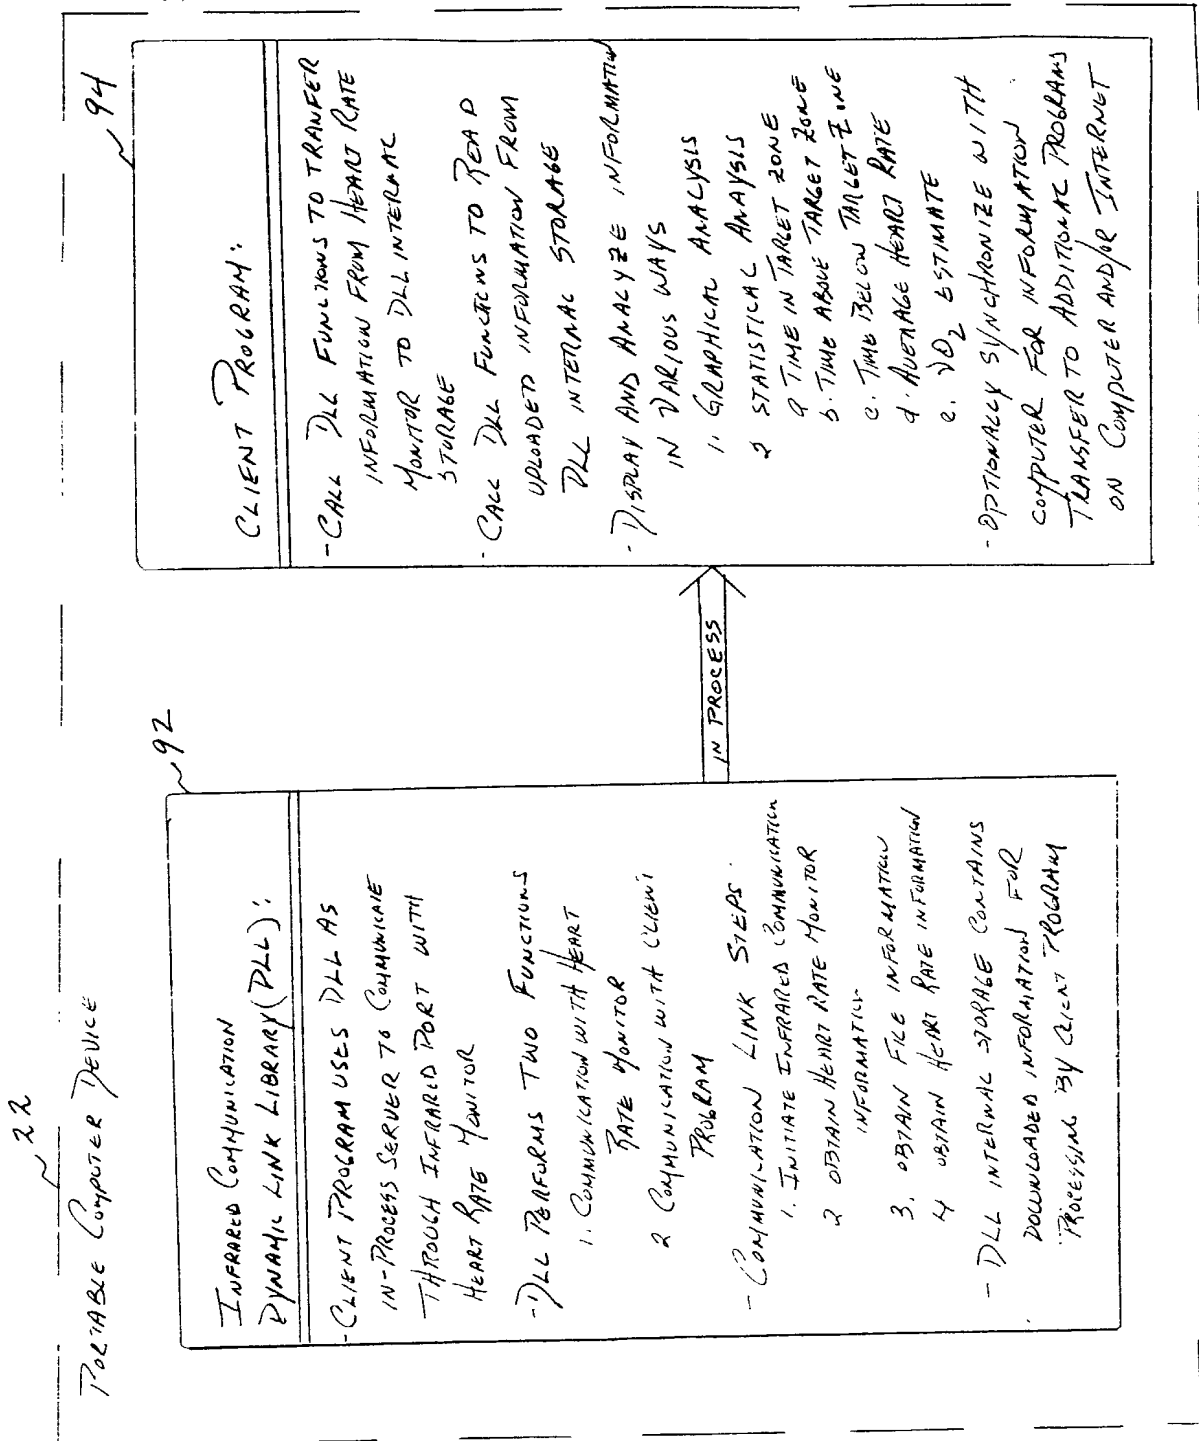 22
PORTABLE COMPUTER DEVICE
92
INFRARED COMMUNICATION
DYNAMIC LINK LIBRARY (DLL):
- CLIENT PROGRAM USES DLL AS
IN-PROCESS SERVER TO COMMUNICATE
THROUGH INFRARED PORT WITH
HEART RATE MONITOR
- DLL PERFORMS TWO FUNCTIONS
1. COMMUNICATION WITH HEART
RATE MONITOR
2 COMMUNICATION WITH CLIENT
PROGRAM
- COMMUNICATION LINK STEPS.
1. INITIATE INFRARED COMMUNICATION
2 OBTAIN HEART RATE MONITOR
INFORMATION
3. OBTAIN FILE INFORMATION
4 OBTAIN HEART RATE INFORMATION
- DLL INTERNAL STORAGE CONTAINS
DOWNLOADED INFORMATION FOR
PROCESSING BY CLIENT PROGRAM
IN PROCESS
94
CLIENT PROGRAM:
- CALL DLL FUNCTIONS TO TRANFER
INFORMATION FROM HEART RATE
MONITOR TO DLL INTERNAL
STORAGE
- CALL DLL FUNCTIONS TO READ
UPLOADED INFORMATION FROM
DLL INTERNAL STORAGE
- DISPLAY AND ANALYZE INFORMATION
IN VARIOUS WAYS
1. GRAPHICAL ANALYSIS
2 STATISTICAL ANAYSIS
a TIME IN TARGET ZONE
b. TIME ABOVE TARGET ZONE
c. TIME BELOW TARGET ZONE
d. AVERAGE HEART RATE
e. VO2 ESTIMATE
- OPTIONALLY SYNCHRONIZE WITH
COMPUTER FOR INFORMATION
TRANSFER TO ADDITIONAL PROGRAMS
ON COMPUTER AND/OR INTERNET